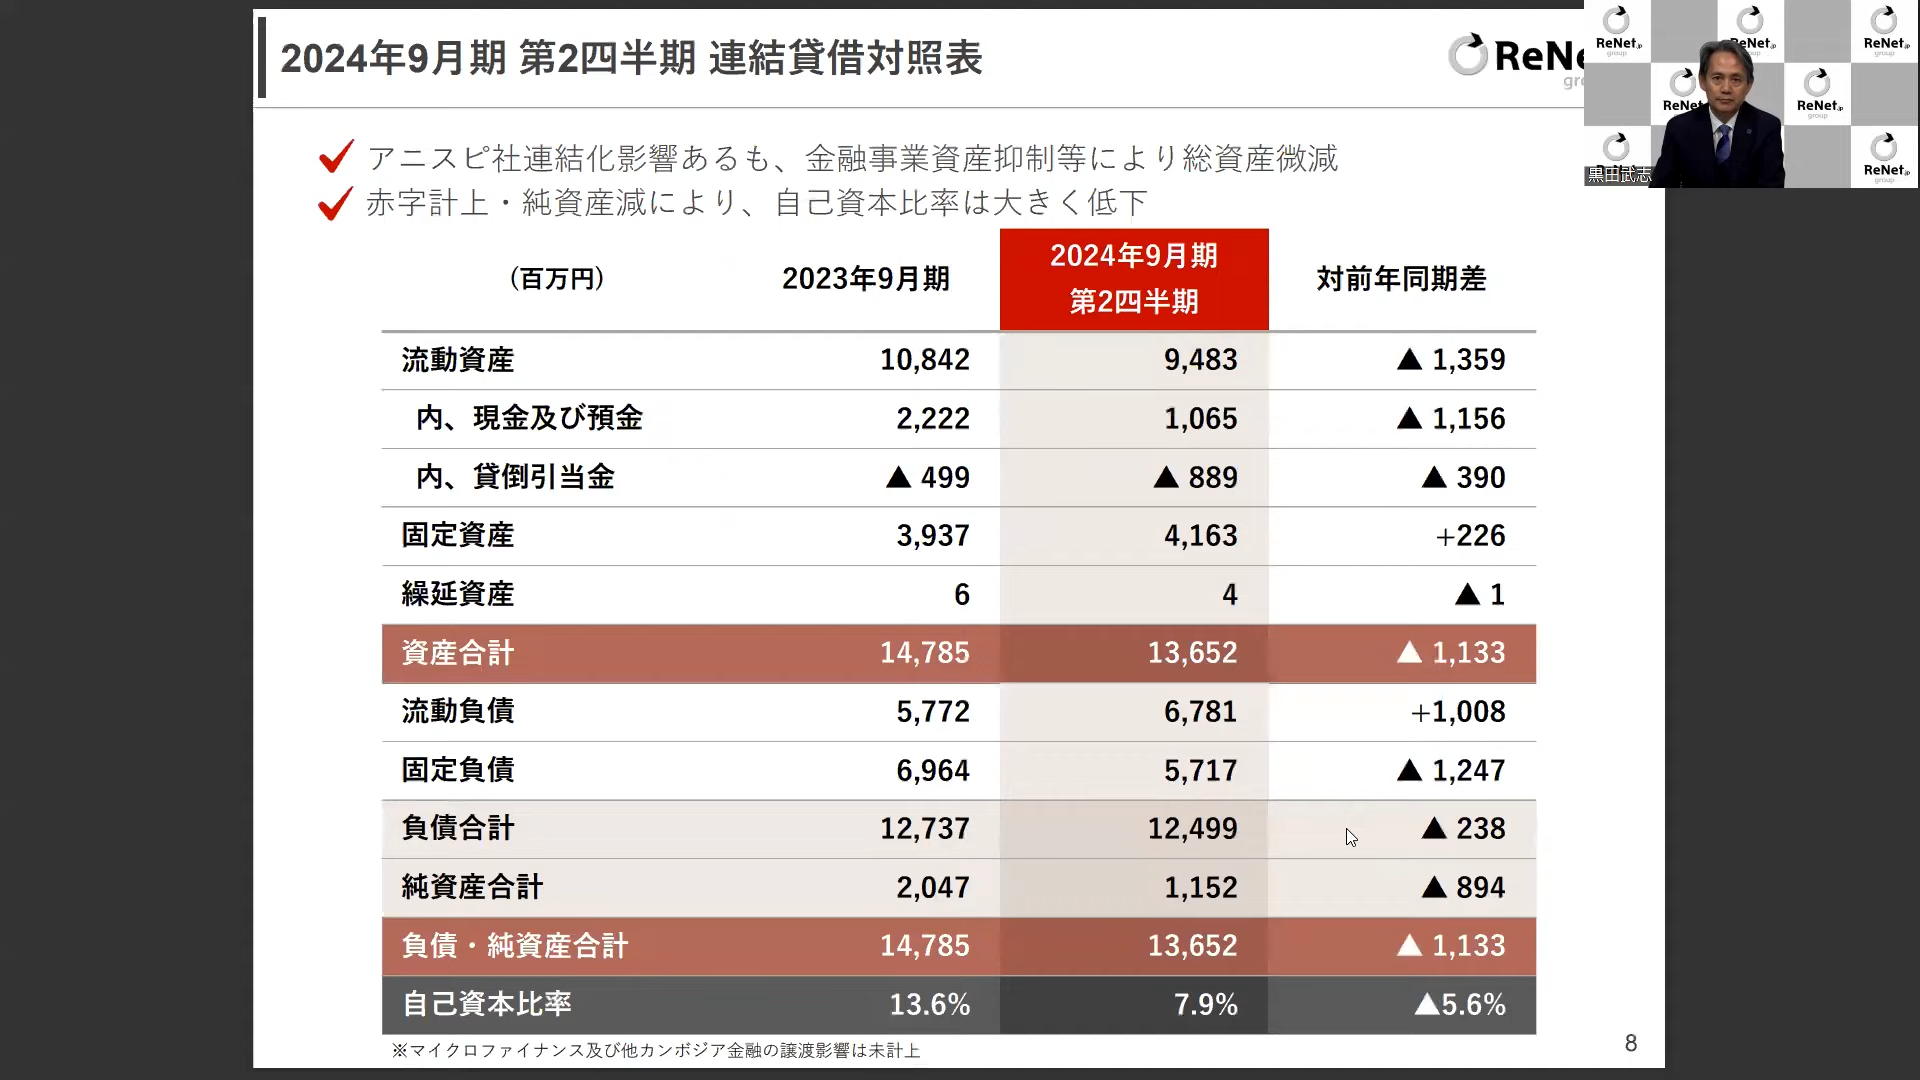 2024年9月期 第2四半期 連結貸借対照表
ReNe
gr
ReNet.jp
group
ReNet.jp
group
ReNet.jp
group
ReNet
ReNet.jp
group
ReNet.jp
group
黒田武志
アニスピ社連結化影響あるも、金融事業資産抑制等により総資産微減
赤字計上・純資産減により、自己資本比率は大きく低下
(百万円) 2023年9月期 2024年9月期 第2四半期 対前年同期差
流動資産 10,842 9,483 ▲ 1,359
内、現金及び預金 2,222 1,065 ▲ 1,156
内、貸倒引当金 ▲ 499 ▲ 889 ▲ 390
固定資産 3,937 4,163 +226
繰延資産 6 4 ▲ 1
資産合計 14,785 13,652 ▲ 1,133
流動負債 5,772 6,781 +1,008
固定負債 6,964 5,717 ▲ 1,247
負債合計 12,737 12,499 ▲ 238
純資産合計 2,047 1,152 ▲ 894
負債・純資産合計 14,785 13,652 ▲ 1,133
自己資本比率 13.6% 7.9% ▲5.6%
※マイクロファイナンス及び他カンボジア金融の譲渡影響は未計上
8